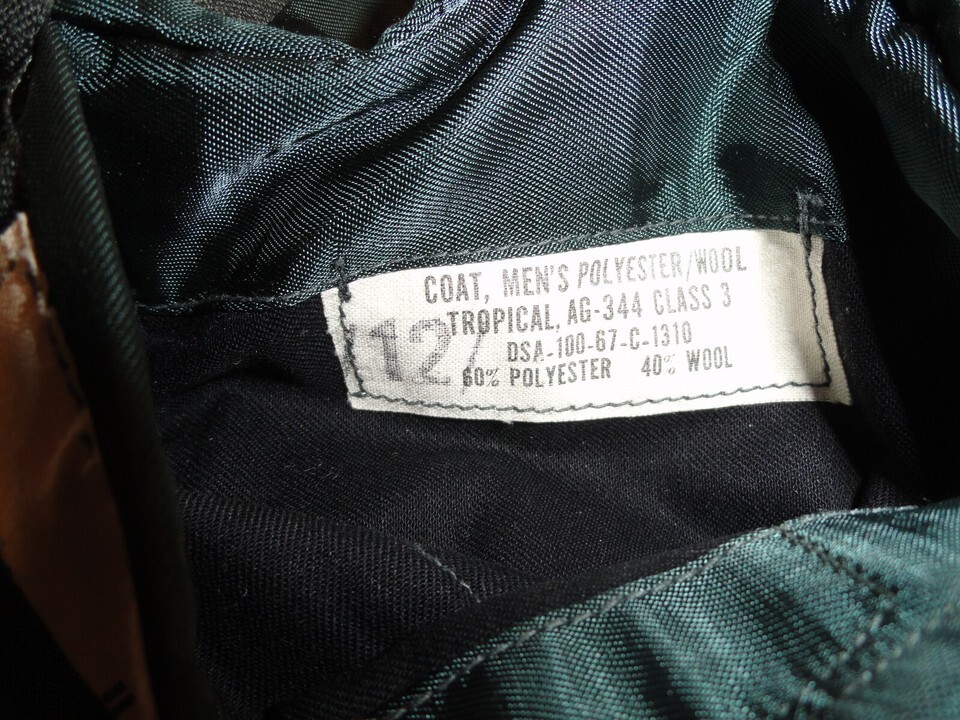 COAT, MEN'S POLYESTER/WOOL
TROPICAL, AG-344 CLASS 3
DSA-100-67-C-1310
60% POLYESTER 40% WOOL
12/